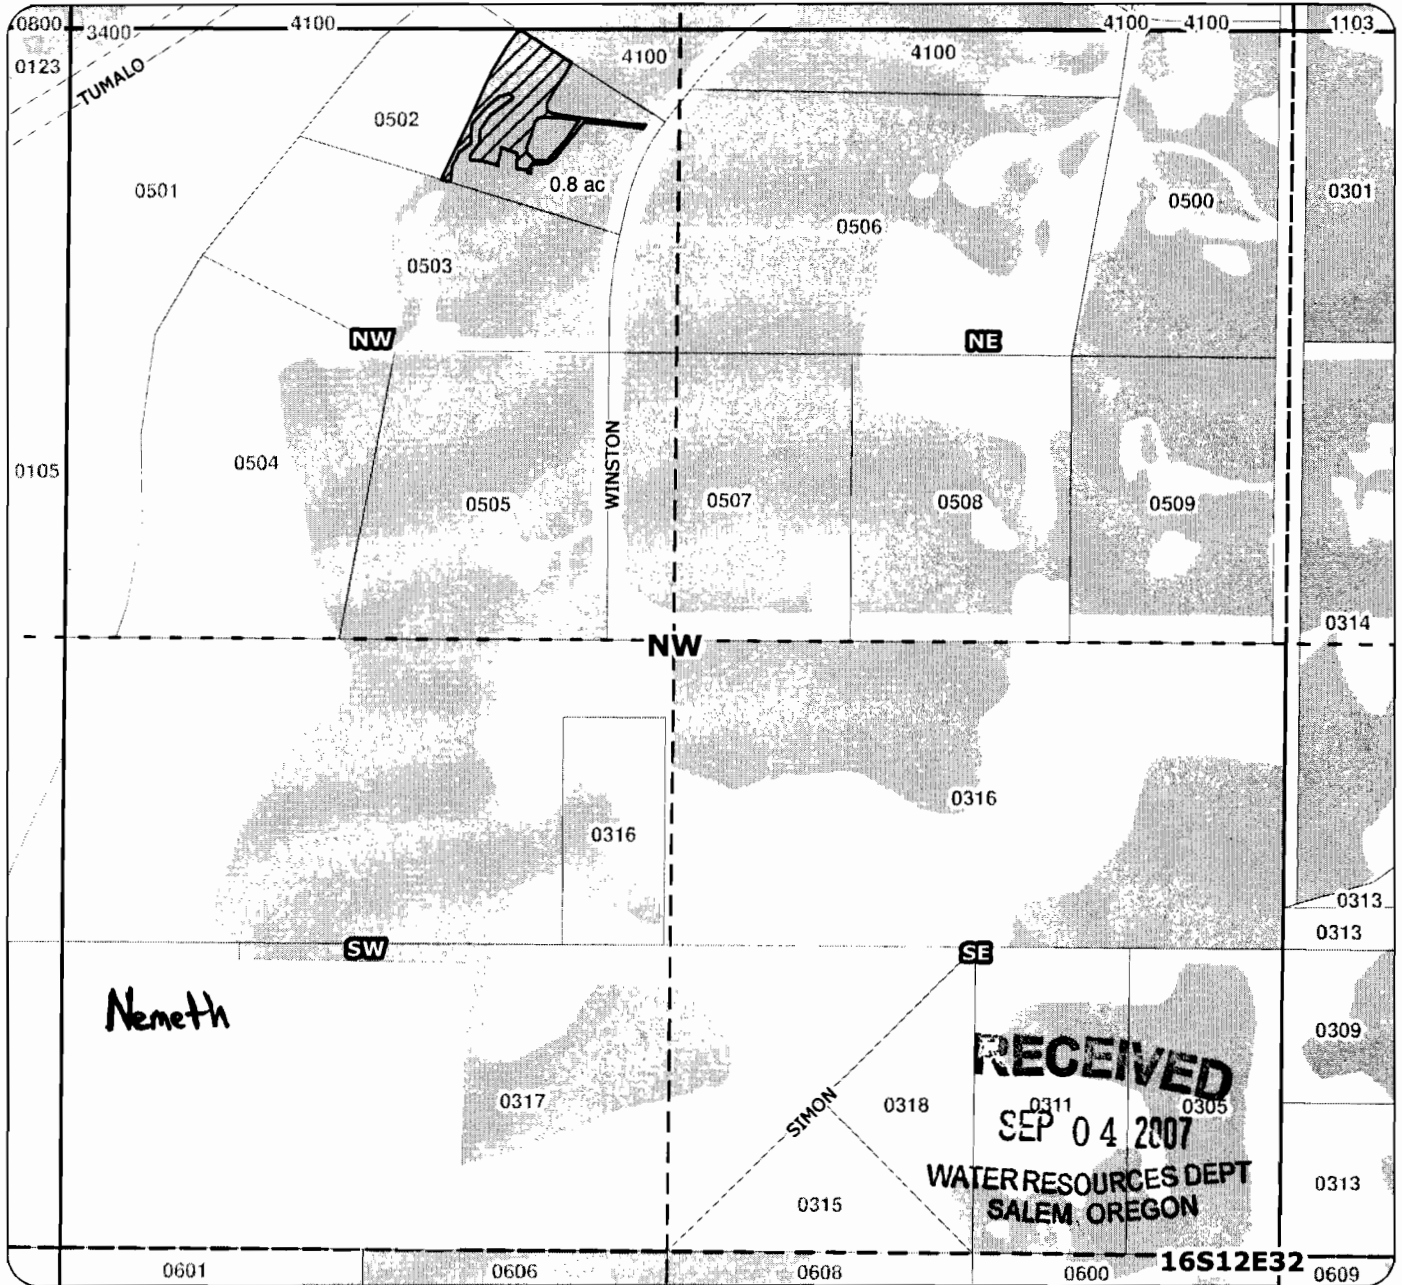 0800 3400 4100 4100 4100 1103
0123 4100 4100
TUMALO
0502
0501 0.8 ac 0500 0301
0506
0503
NW NE
0105 0504 0505 WINSTON 0507 0508 0509
0314
NW
0316
0316
0313
0313
SW SE
Nemeth
0309
RECEIVED
0317 SIMON 0318 0311 0305
SEP 04 2007
WATER RESOURCES DEPT
0313
SALEM, OREGON
0315
16S12E32
0601 0606 0608 0600 0609